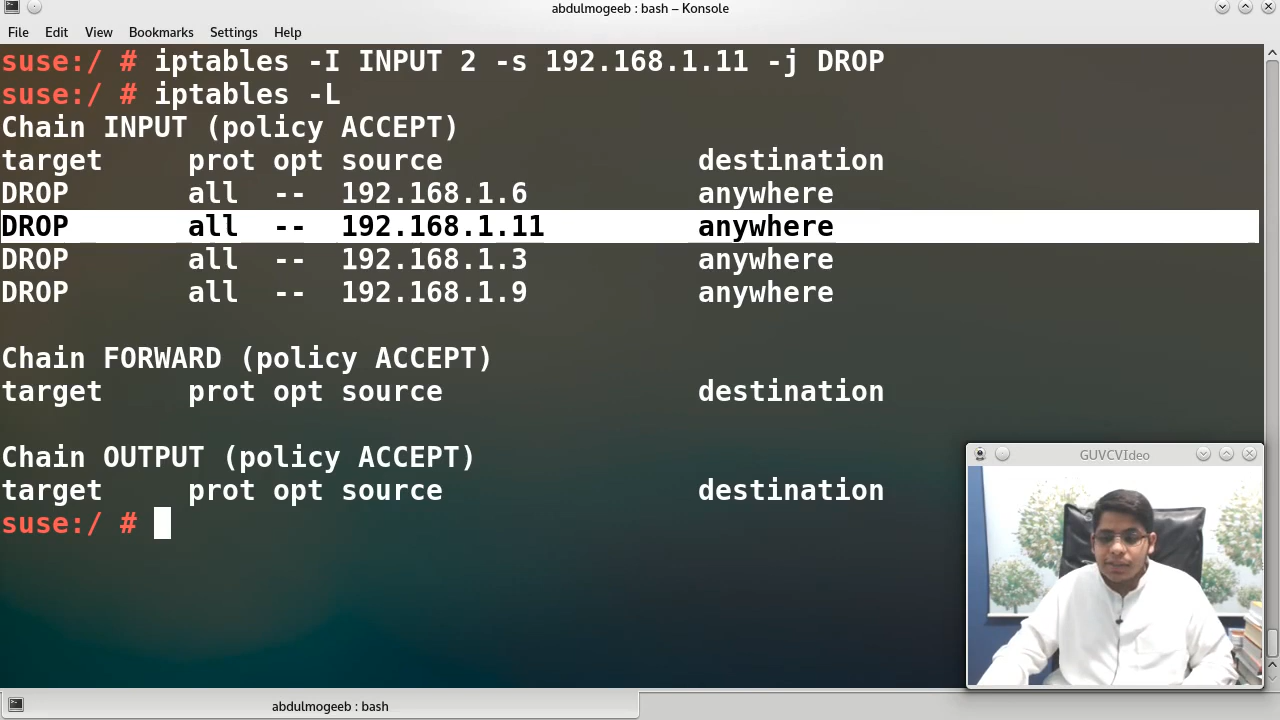 abdulmogeeb : bash – Konsole
File Edit View Bookmarks Settings Help
suse:/ # iptables -I INPUT 2 -s 192.168.1.11 -j DROP
suse:/ # iptables -L
Chain INPUT (policy ACCEPT)
target     prot opt source               destination
DROP       all  --  192.168.1.6          anywhere
DROP       all  --  192.168.1.11         anywhere
DROP       all  --  192.168.1.3          anywhere
DROP       all  --  192.168.1.9          anywhere
Chain FORWARD (policy ACCEPT)
target     prot opt source               destination
Chain OUTPUT (policy ACCEPT)
target     prot opt source               destination
suse:/ #
GUVCVIdeo
abdulmogeeb : bash